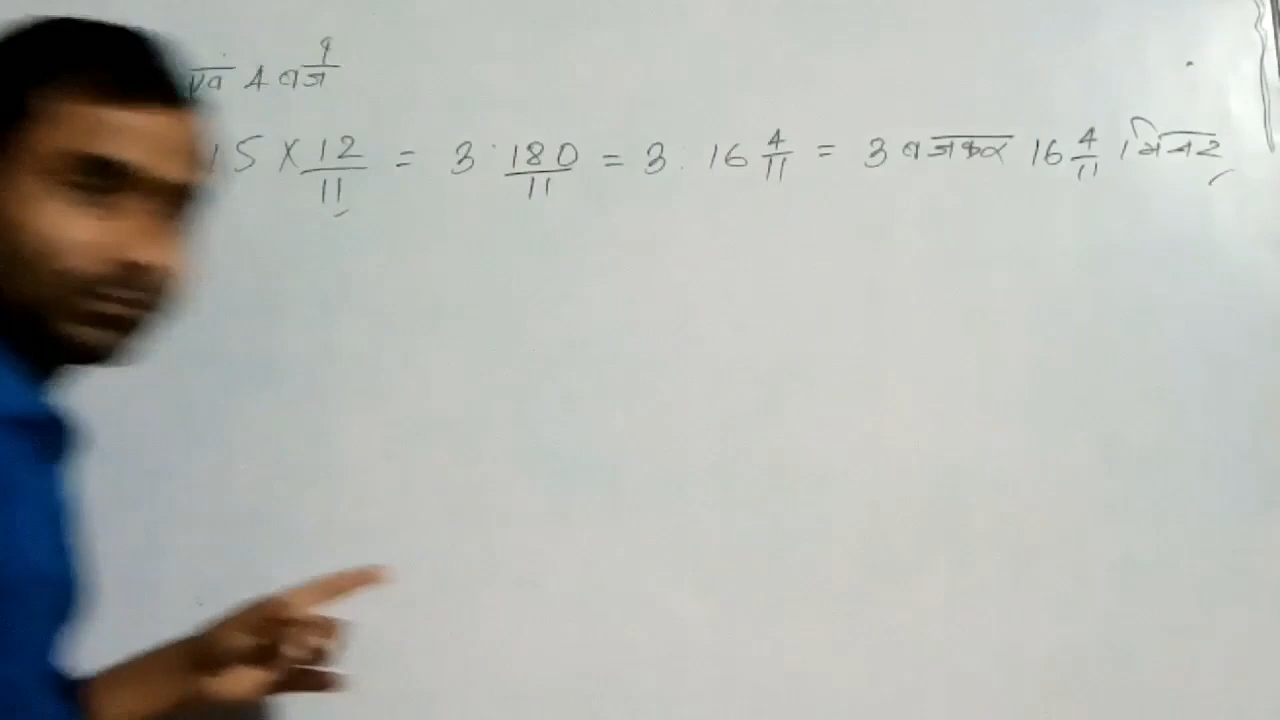 एवं 4 बजे
15 × 12/11 = 3 : 180/11 = 3 : 16 4/11 = 3 बजकर 16 4/11 मिनट